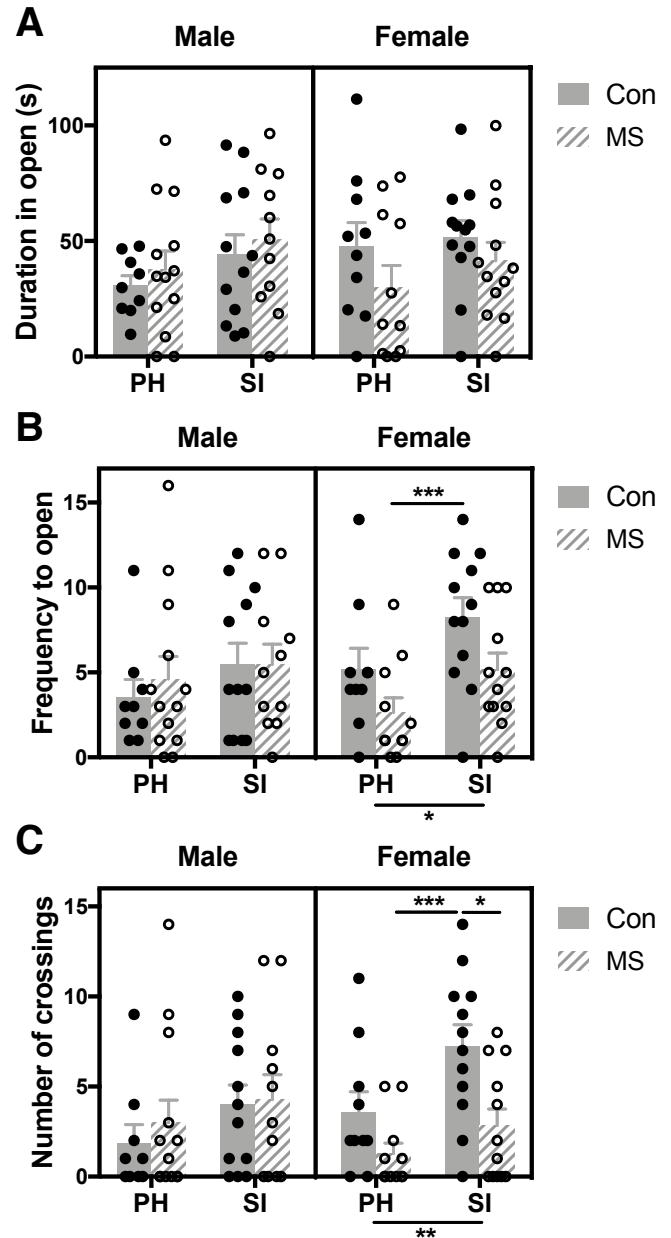 A
Male Female
Duration in open (s)
100
50
0
PH SI PH SI
Con
MS
B
Male Female
Frequency to open
15
10
5
0
***
PH SI PH SI
*
Con
MS
C
Male Female
Number of crossings
15
10
5
0
*** *
PH SI PH SI
**
Con
MS